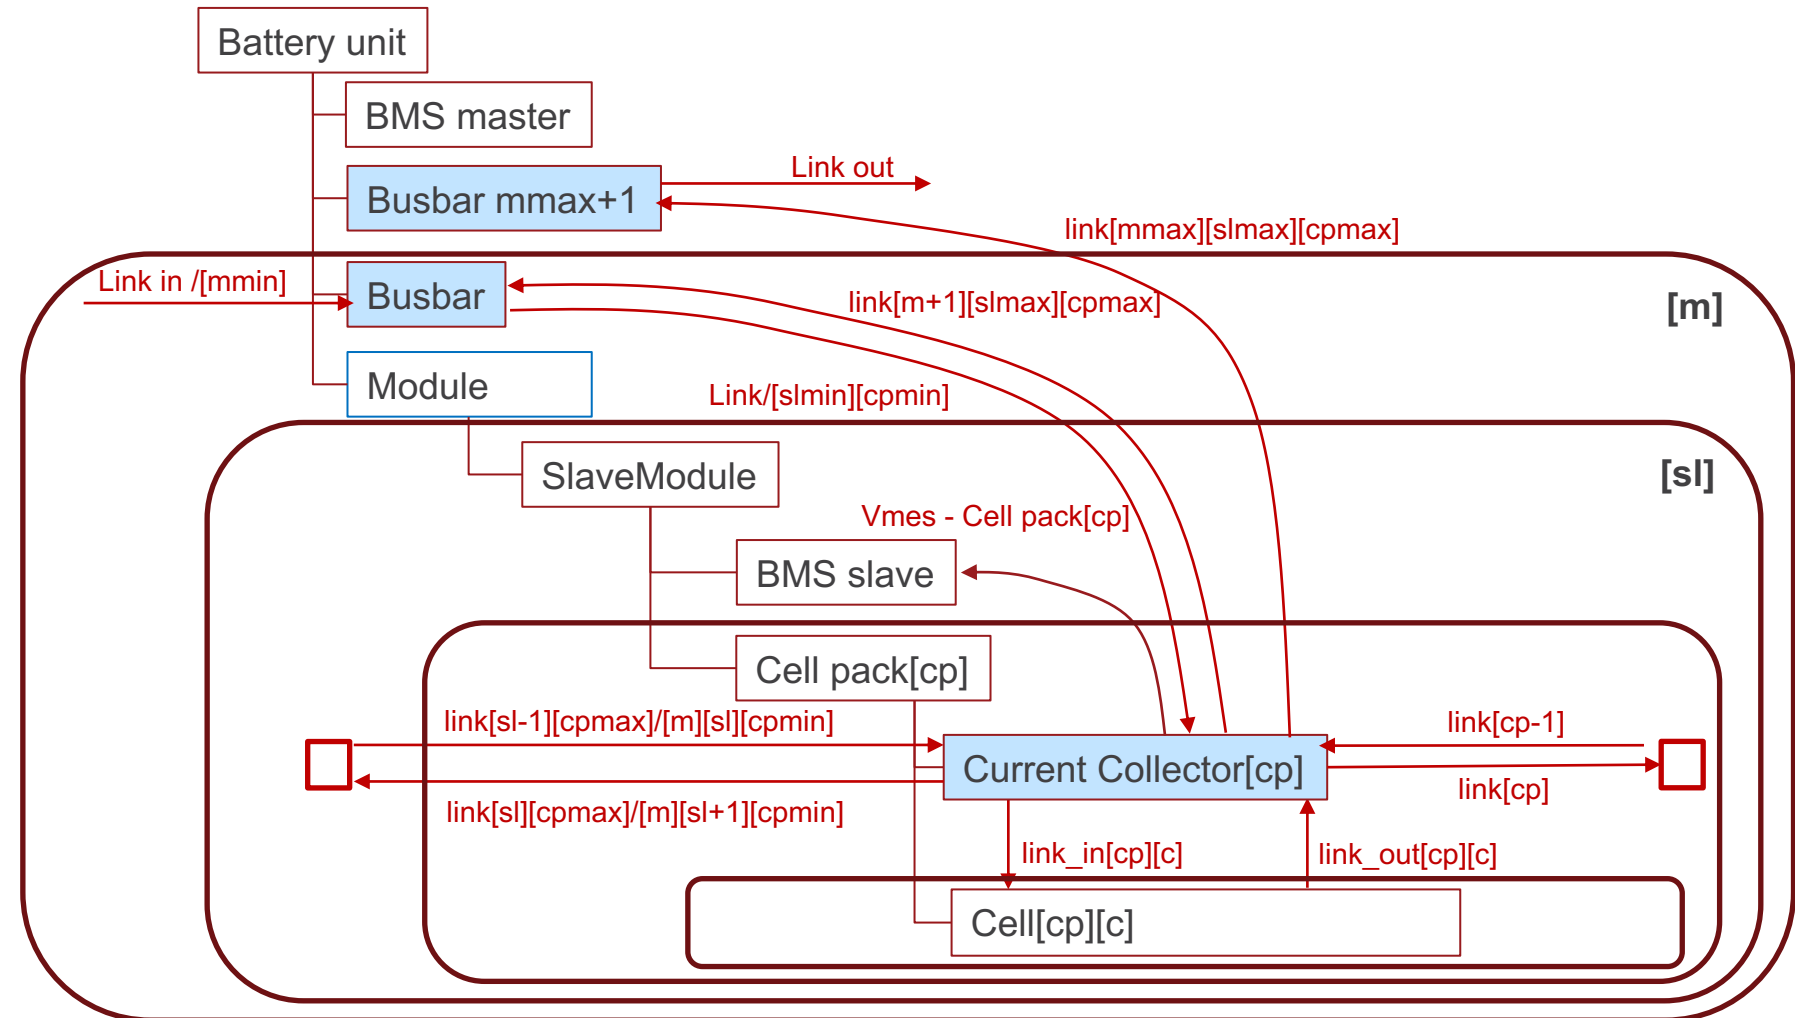 Battery unit
BMS master
Link out
Busbar mmax+1
link[mmax][slmax][cpmax]
Link in /[mmin]
Busbar
link[m+1][slmax][cpmax]
[m]
Module
Link/[slmin][cpmin]
SlaveModule
[sl]
Vmes - Cell pack[cp]
BMS slave
Cell pack[cp]
link[sl-1][cpmax]/[m][sl][cpmin]
link[cp-1]
Current Collector[cp]
link[cp]
link[sl][cpmax]/[m][sl+1][cpmin]
link_in[cp][c]
link_out[cp][c]
Cell[cp][c]